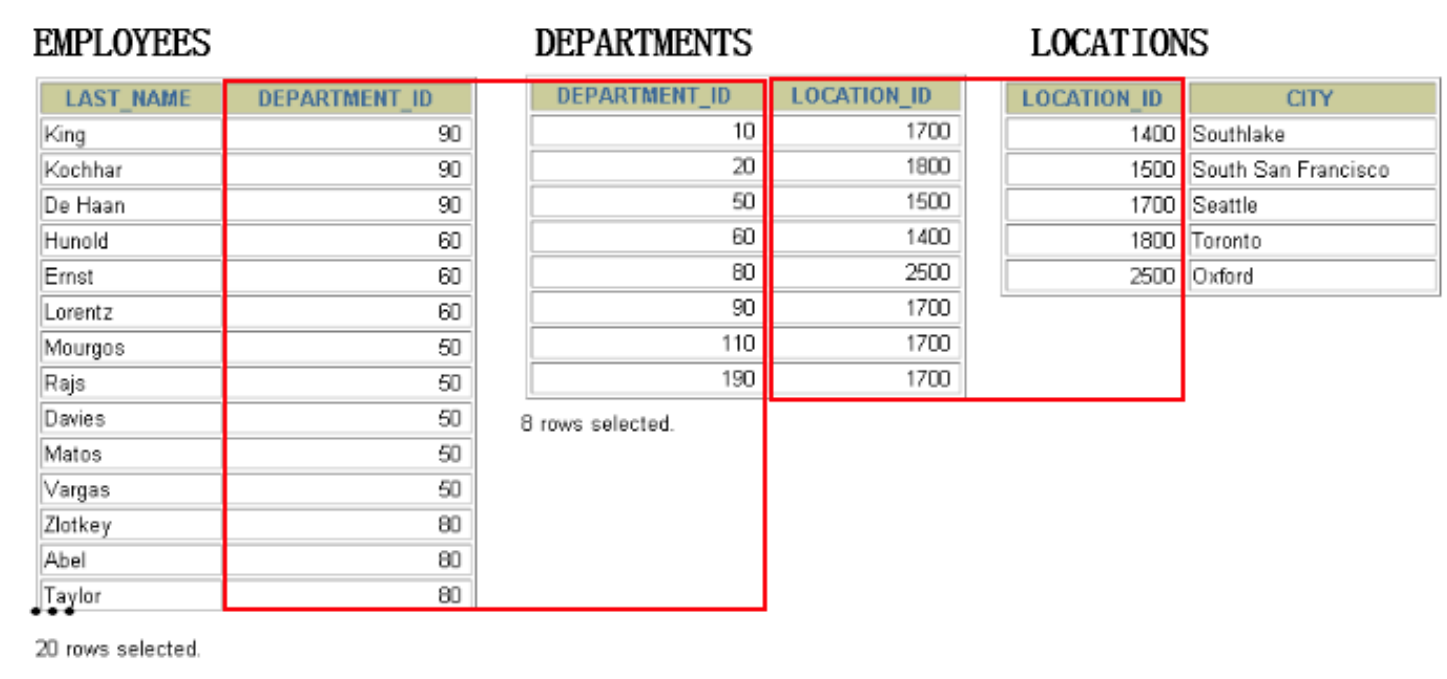 EMPLOYEES DEPARTMENTS LOCATIONS
LAST_NAME DEPARTMENT_ID DEPARTMENT_ID LOCATION_ID LOCATION_ID CITY
King 90 10 1700 1400 Southlake
Kochhar 90 20 1800 1500 South San Francisco
De Haan 90 50 1500 1700 Seattle
Hunold 60 60 1400 1800 Toronto
Ernst 60 80 2500 2500 Oxford
Lorentz 60 90 1700
Mourgos 50 110 1700
Rajs 50 190 1700
Davies 50 8 rows selected.
Matos 50
Vargas 50
Zlotkey 80
Abel 80
Taylor 80
...
20 rows selected.